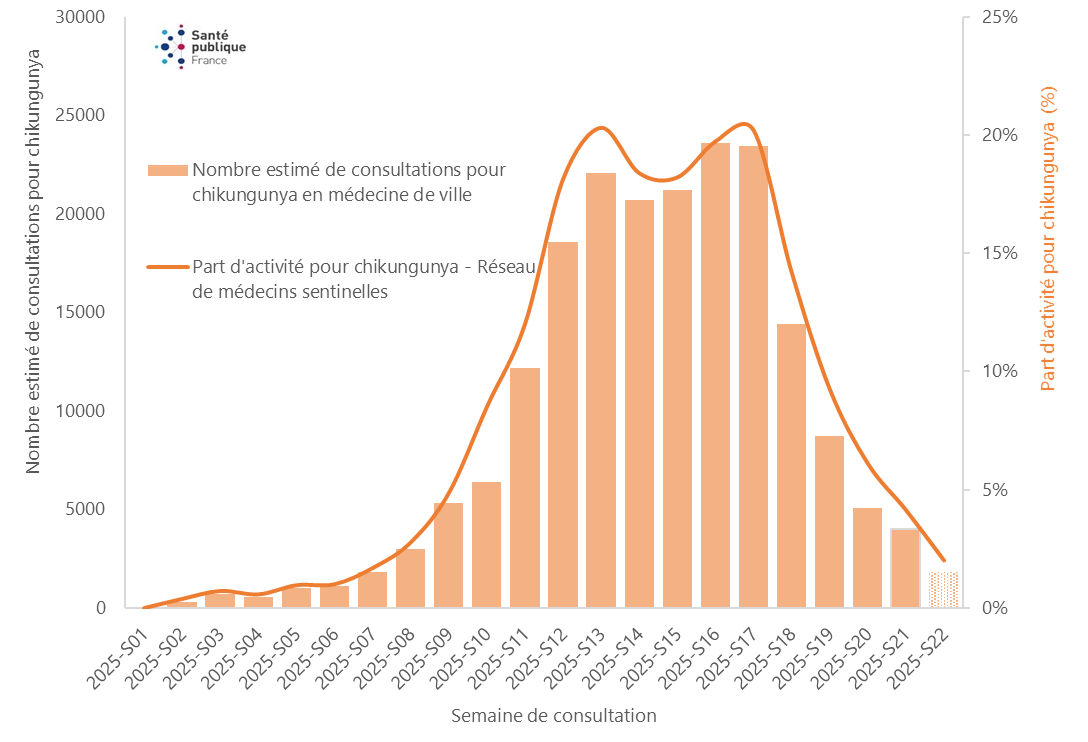 Santé
publique
France
Nombre estimé de consultations pour chikungunya
30000
25000
20000
15000
10000
5000
0
Nombre estimé de consultations pour
chikungunya en médecine de ville
Part d'activité pour chikungunya - Réseau
de médecins sentinelles
25%
20%
15%
10%
5%
0%
Part d'activité pour chikungunya (%)
2025-S01
2025-S02
2025-S03
2025-S04
2025-S05
2025-S06
2025-S07
2025-S08
2025-S09
2025-S10
2025-S11
2025-S12
2025-S13
2025-S14
2025-S15
2025-S16
2025-S17
2025-S18
2025-S19
2025-S20
2025-S21
2025-S22
Semaine de consultation